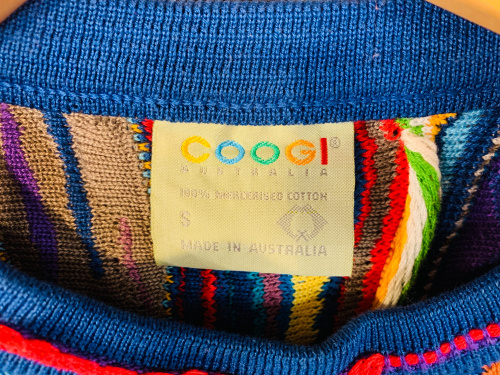 COOGI®
AUSTRALIA
100% MERCERISED COTTON
S
MADE IN AUSTRALIA